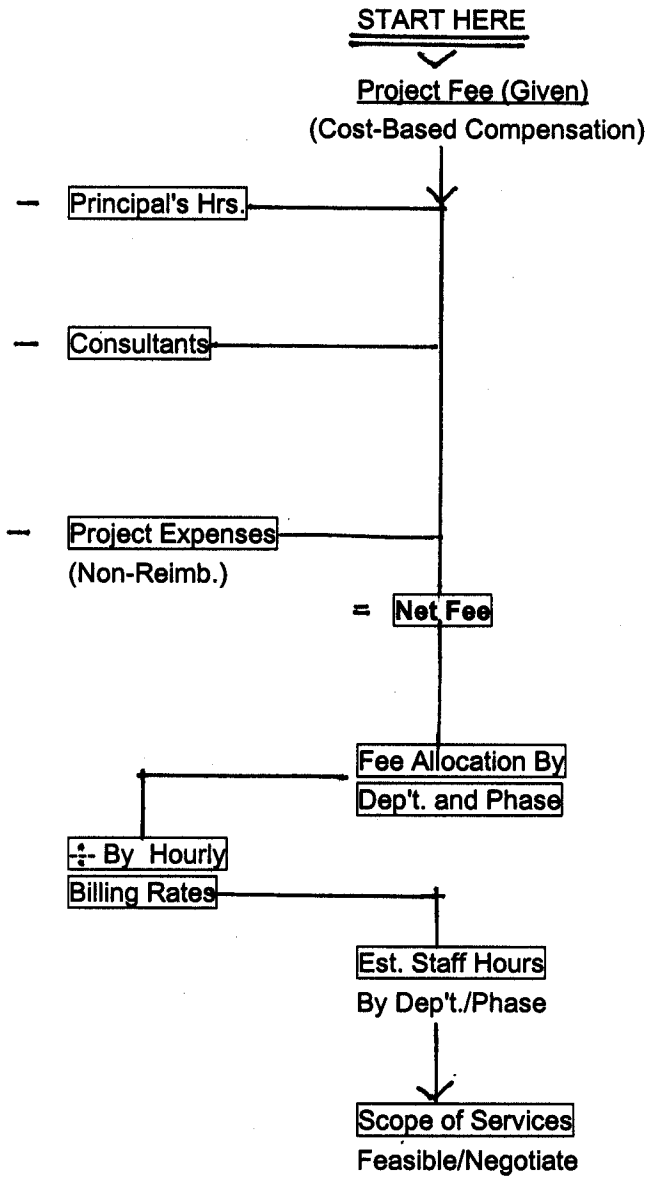 START HERE
Project Fee (Given)
(Cost-Based Compensation)
– Principal's Hrs.
– Consultants
– Project Expenses
(Non-Reimb.)
= Net Fee
Fee Allocation By
Dep't. and Phase
-÷- By Hourly
Billing Rates
Est. Staff Hours
By Dep't./Phase
Scope of Services
Feasible/Negotiate